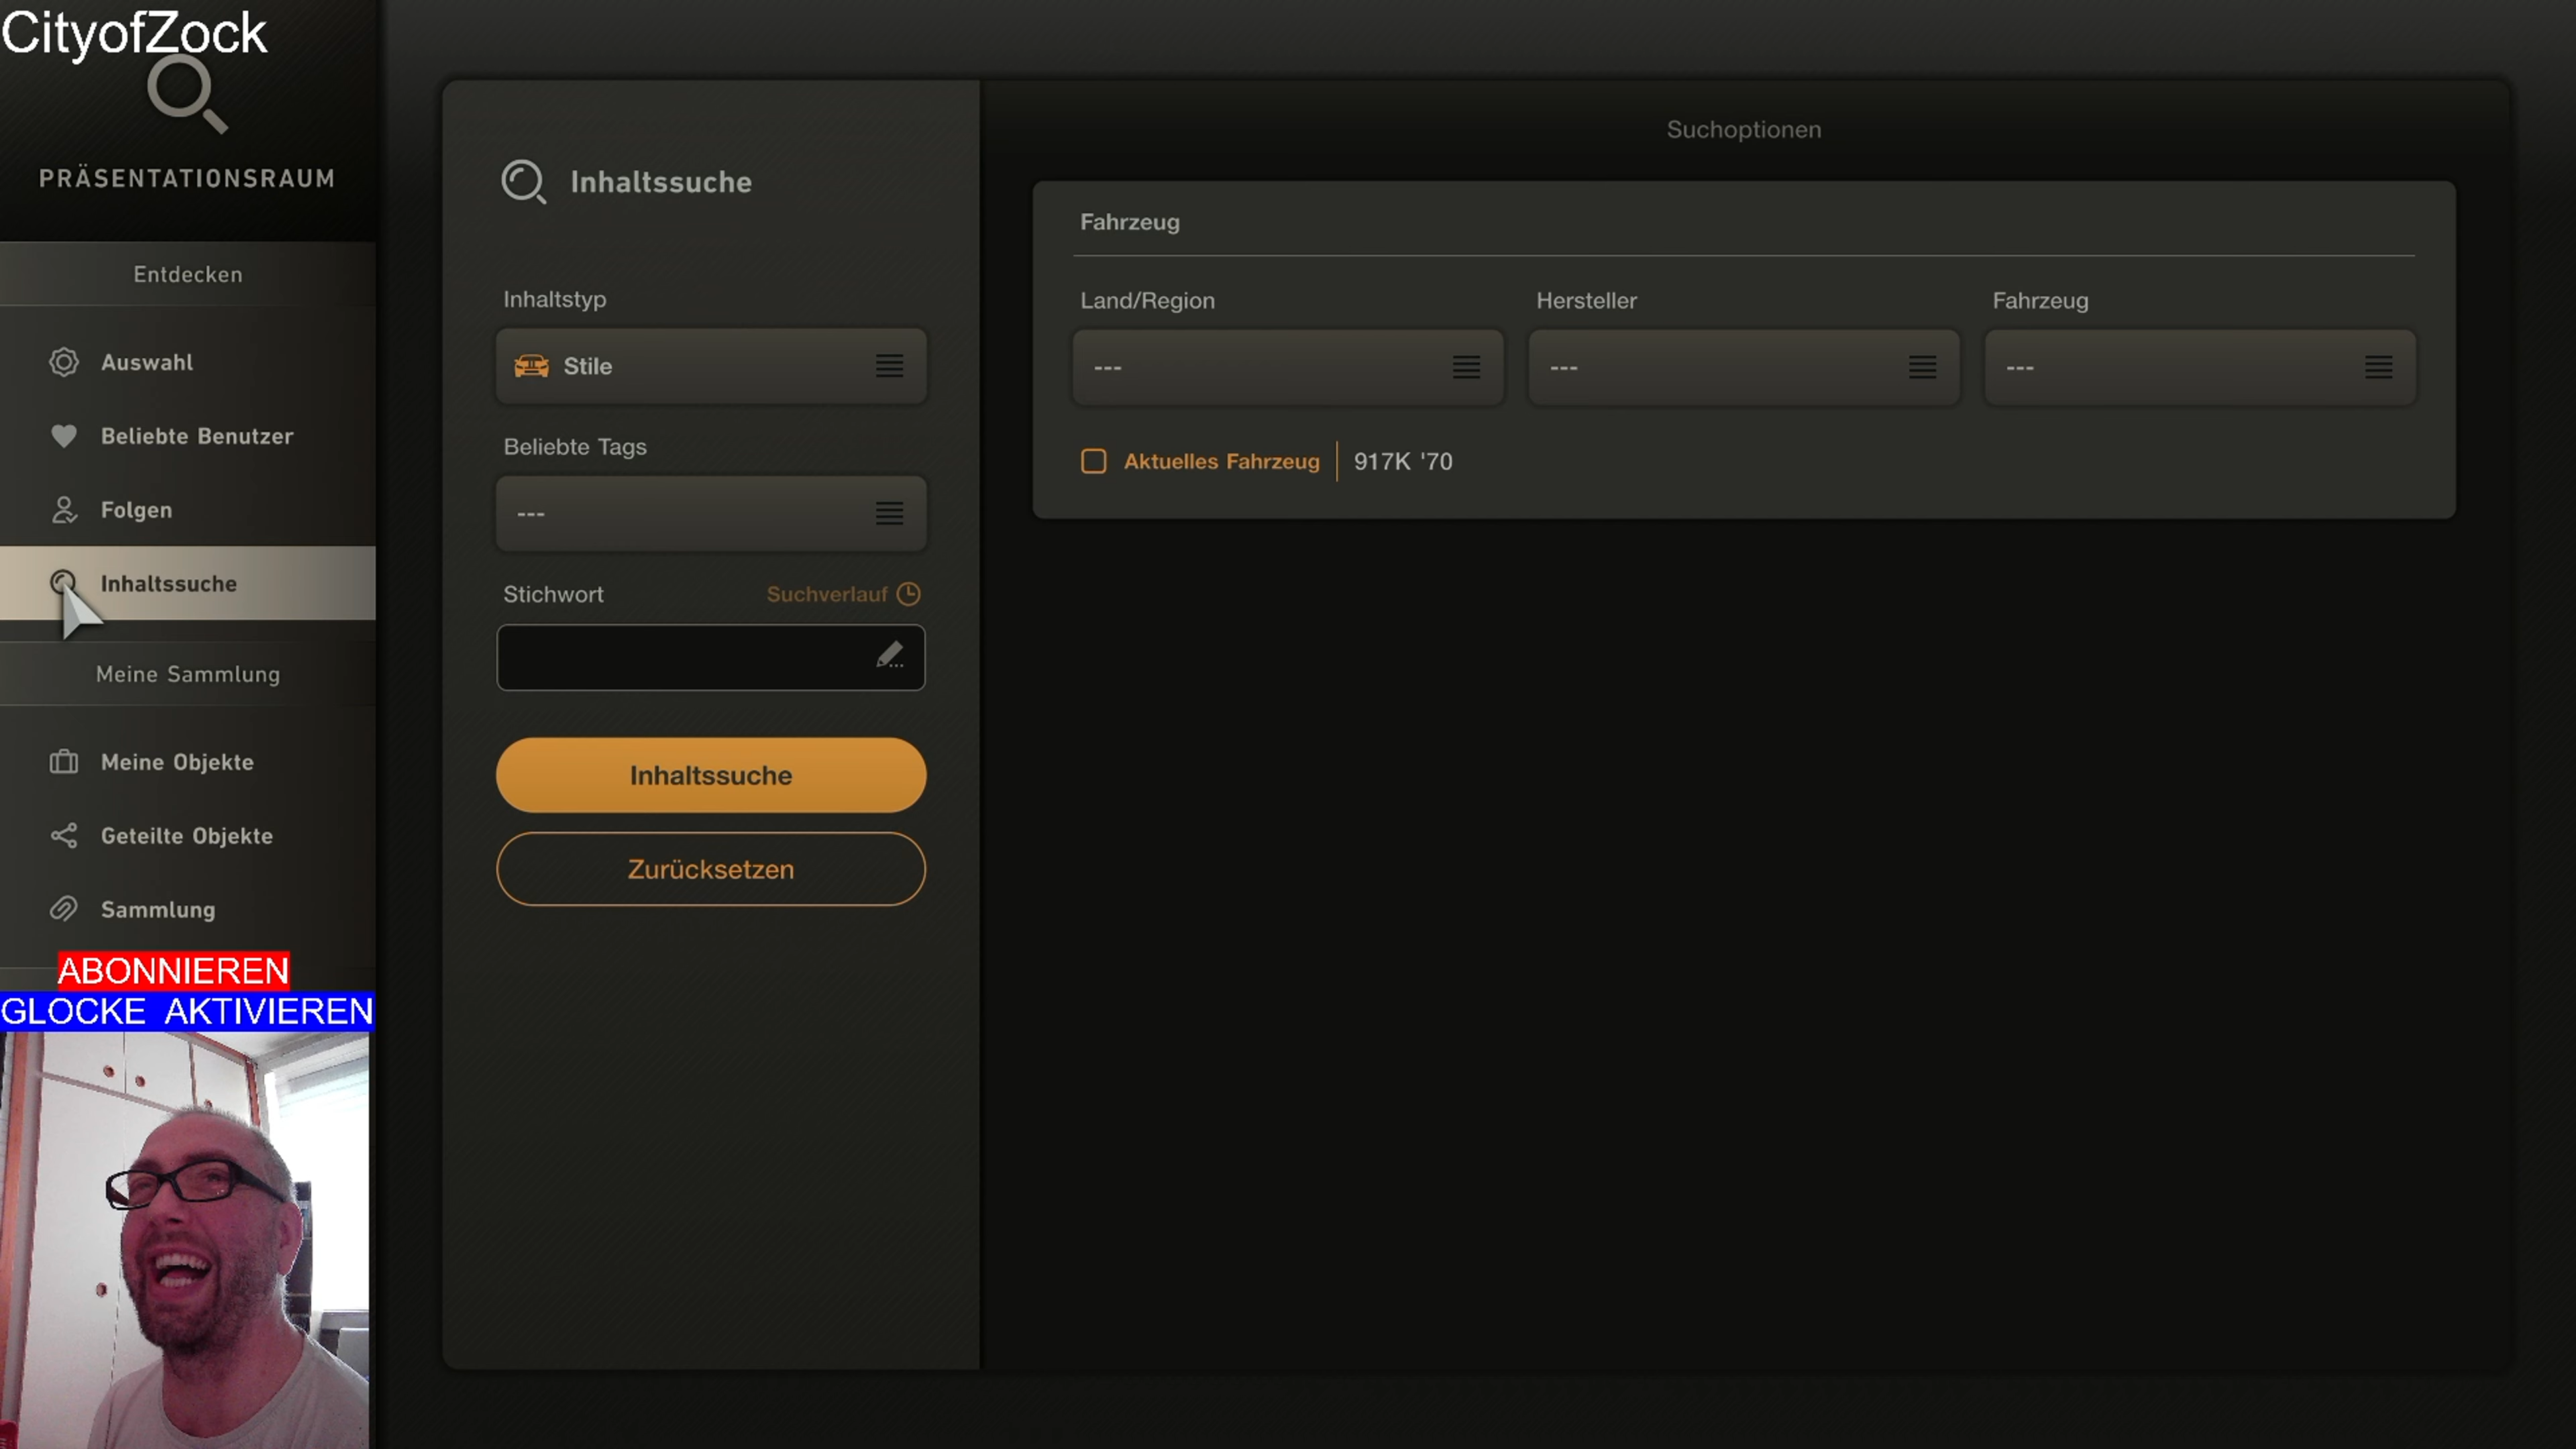 CityofZock
PRÄSENTATIONSRAUM
Entdecken
Auswahl
Beliebte Benutzer
Folgen
Inhaltssuche
Meine Sammlung
Meine Objekte
Geteilte Objekte
Sammlung
ABONNIEREN
GLOCKE AKTIVIEREN
Inhaltssuche
Inhaltstyp
Stile
Beliebte Tags
---
Stichwort Suchverlauf
Inhaltssuche
Zurücksetzen
Suchoptionen
Fahrzeug
Land/Region Hersteller Fahrzeug
--- --- ---
Aktuelles Fahrzeug 917K '70